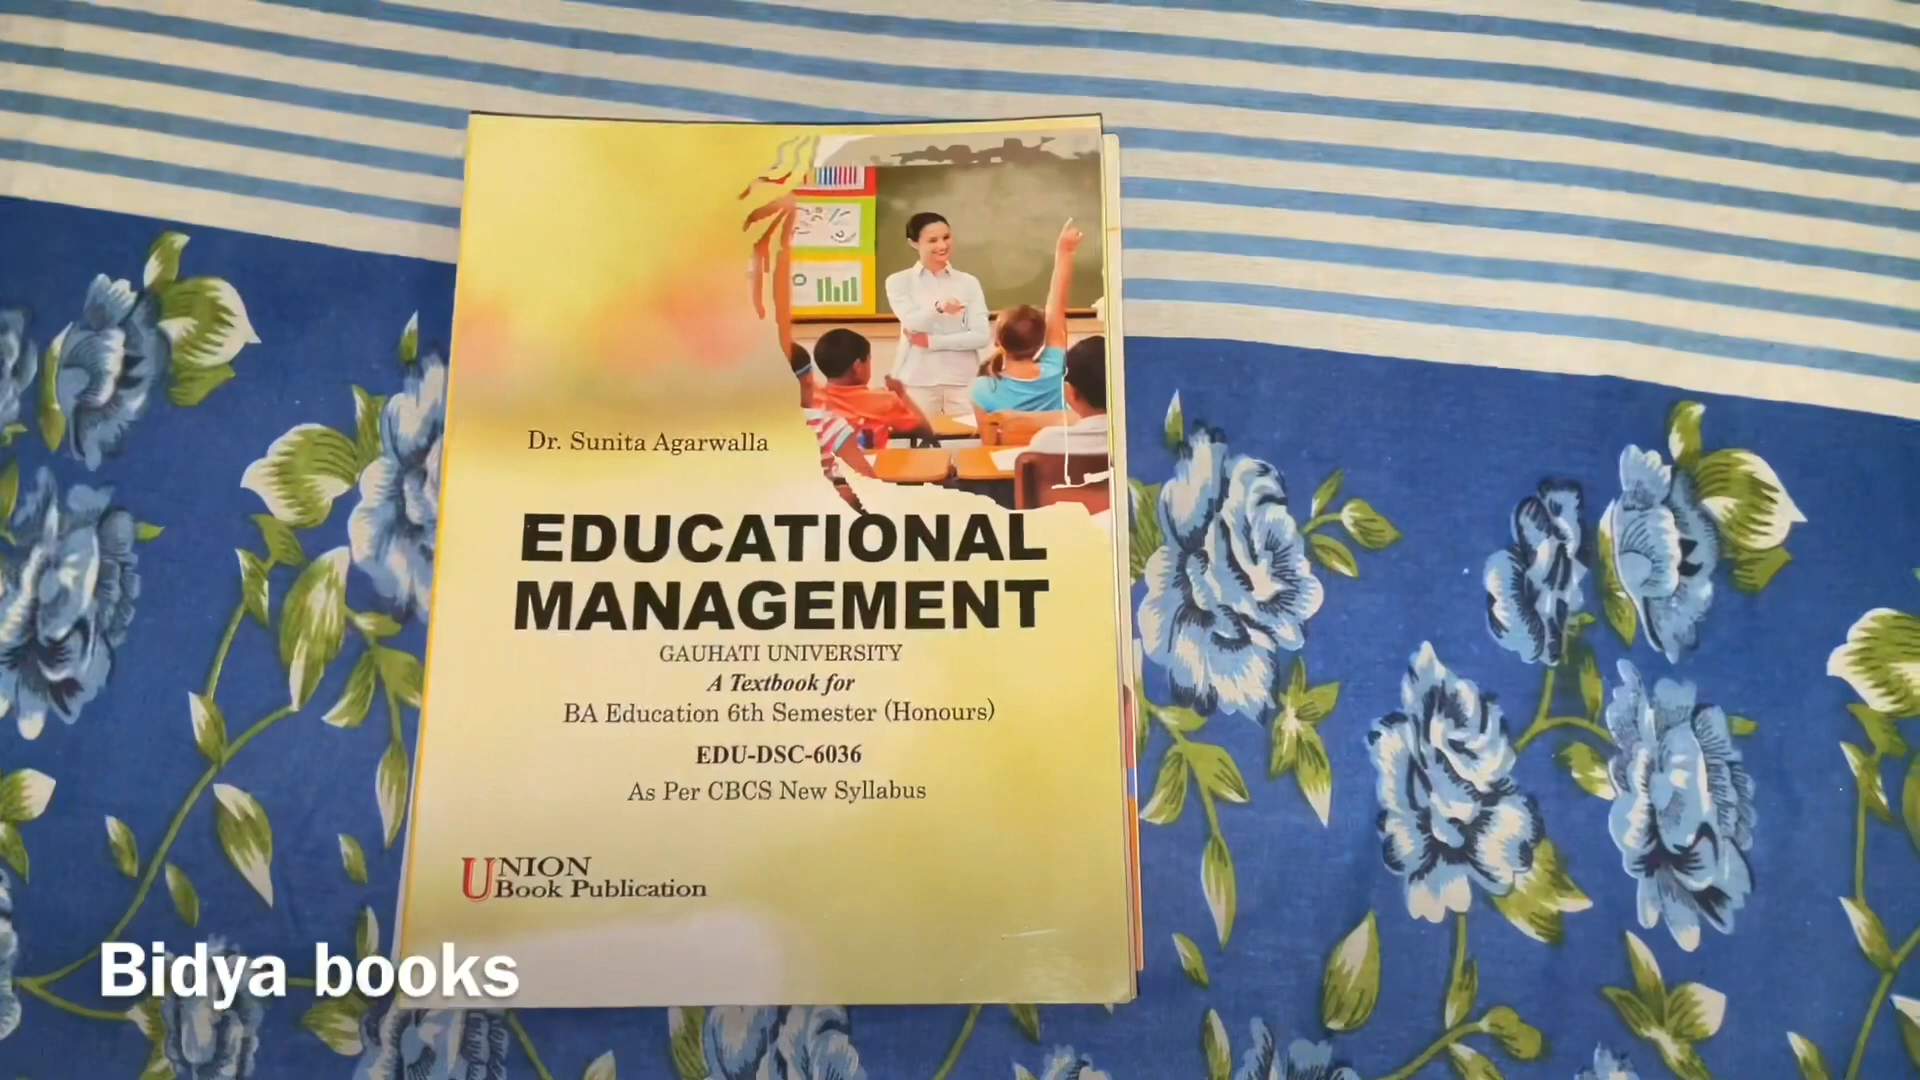 Dr. Sunita Agarwalla
EDUCATIONAL
MANAGEMENT
GAUHATI UNIVERSITY
A Textbook for
BA Education 6th Semester (Honours)
EDU-DSC-6036
As Per CBCS New Syllabus
UNION
Book Publication
Bidya books